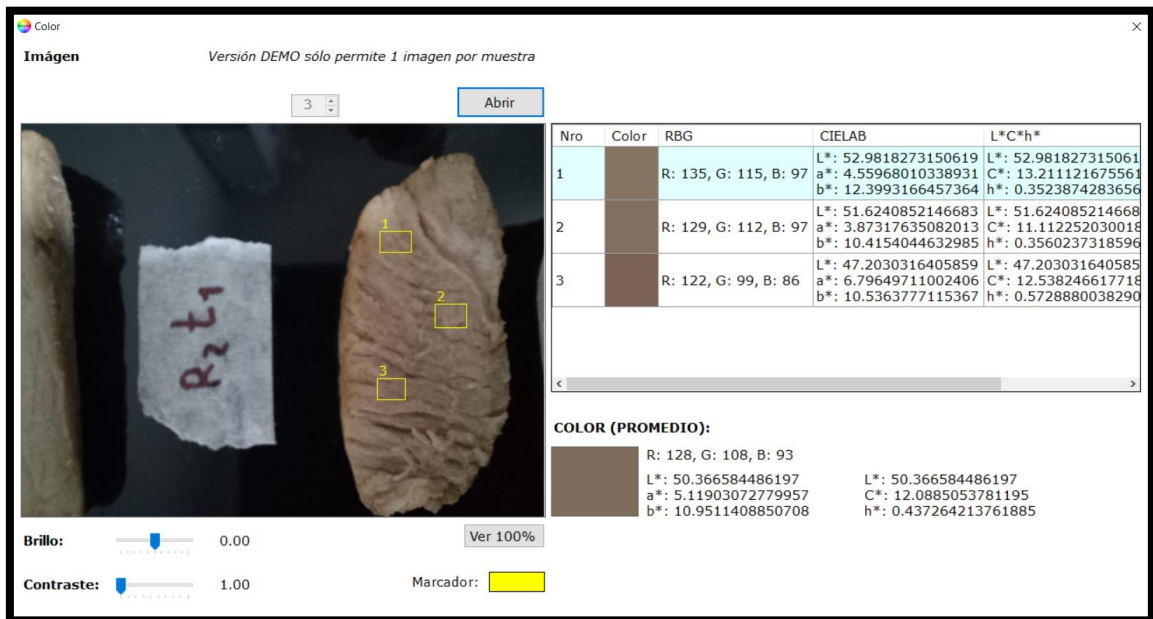 Color
Imágen
Versión DEMO sólo permite 1 imagen por muestra
3
Abrir
R2t1
1
2
3
Nro Color RBG CIELAB L*C*h*
1 R: 135, G: 115, B: 97 L*: 52.9818273150619 L*: 52.981827315061
a*: 4.55968010338931 C*: 13.211121675561
b*: 12.3993166457364 h*: 0.3523874283656
2 R: 129, G: 112, B: 97 L*: 51.6240852146683 L*: 51.624085214668
a*: 3.87317635082013 C*: 11.112252030018
b*: 10.4154044632985 h*: 0.3560237318596
3 R: 122, G: 99, B: 86 L*: 47.2030316405859 L*: 47.203031640585
a*: 6.79649711002406 C*: 12.538246617718
b*: 10.5363777115367 h*: 0.5728880038290
COLOR (PROMEDIO):
R: 128, G: 108, B: 93
L*: 50.366584486197 L*: 50.366584486197
a*: 5.11903072779957 C*: 12.0885053781195
b*: 10.9511408850708 h*: 0.437264213761885
Brillo: 0.00
Ver 100%
Contraste: 1.00
Marcador: